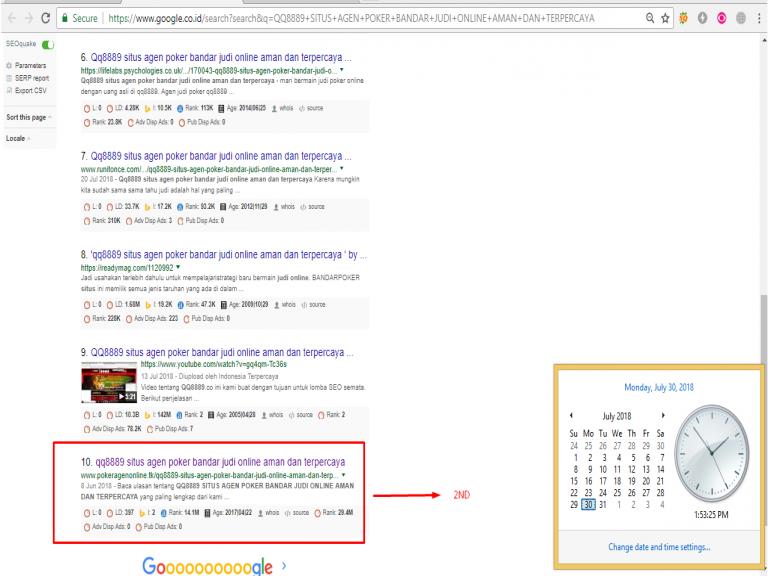 Secure | https://www.google.co.id/search?search&q=QQ8889+SITUS+AGEN+POKER+BANDAR+JUDI+ONLINE+AMAN+DAN+TERPERCAYA
SEOquake
Parameters
SERP report
Export CSV
Sort this page
Locale
6. Qq8889 situs agen poker bandar judi online aman dan terpercaya ...
https://lifelabs.psychologies.co.uk/.../170043-qq8889-situs-agen-poker-bandar-judi-o...
Qq8889 situs agen poker bandar judi online aman dan terpercaya - mari bermain judi poker online
dengan uang asli di qq8889. Agen judi poker qq8889 ...
L: 0 LD: 4.28K I: 10.5K Rank: 113K Age: 2014|06|25 whois source
Rank: 23.8K Adv Disp Ads: 0 Pub Disp Ads: 0
7. Qq8889 situs agen poker bandar judi online aman dan terpercaya ...
www.runitonce.com/.../qq8889-situs-agen-poker-bandar-judi-online-aman-dan-terper...
20 Jul 2018 - Qq8889 situs agen poker bandar judi online aman dan terpercaya Karena mungkin
kita sudah sama sama tahu judi adalah hal yang paling ...
L: 0 LD: 33.7K I: 17.2K Rank: 93.2K Age: 2012|11|29 whois source
Rank: 310K Adv Disp Ads: 3 Pub Disp Ads: 0
8. 'qq8889 situs agen poker bandar judi online aman dan terpercaya ' by ...
https://readymag.com/1120992
Jadi usahakan terlebih dahulu untuk mempelajaristrategi baru bermain judi online. BANDARPOKER
situs ini memilik semua jenis taruhan yang ada di dalam ...
L: 0 LD: 1.68M I: 18.2K Rank: 47.3K Age: 2009|10|29 whois source
Rank: 228K Adv Disp Ads: 223 Pub Disp Ads: 0
9. QQ8889 situs agen poker bandar judi online aman dan terpercaya ...
https://www.youtube.com/watch?v=gq4qm-Tc36s
13 Jul 2018 - Diupload oleh Indonesia Terpercaya
Video tentang QQ8889.co ini kami buat dengan tujuan untuk lomba SEO semata.
Berikut penjelasan ...
5:21
L: 0 LD: 10.3B I: 142M Rank: 2 Age: 2005|04|28 whois source Rank: 2
Adv Disp Ads: 78.2K Pub Disp Ads: 7
10. qq8889 situs agen poker bandar judi online aman dan terpercaya
www.pokeragenonline.tk/qq8889-situs-agen-poker-bandar-judi-online-aman-dan-terp...
8 Jun 2018 - Baca ulasan tentang QQ8889 SITUS AGEN POKER BANDAR JUDI ONLINE AMAN
DAN TERPERCAYA yang paling lengkap dari kami ...
L: 0 LD: 397 I: 2 Rank: 14.1M Age: 2017|04|22 whois source Rank: 29.4M
Adv Disp Ads: 0 Pub Disp Ads: 0
2ND
Goooooooooogle
Monday, July 30, 2018
July 2018
Su Mo Tu We Th Fr Sa
24 25 26 27 28 29 30
1 2 3 4 5 6 7
8 9 10 11 12 13 14
15 16 17 18 19 20 21
22 23 24 25 26 27 28
29 30 31 1 2 3 4
1:53:25 PM
Change date and time settings...